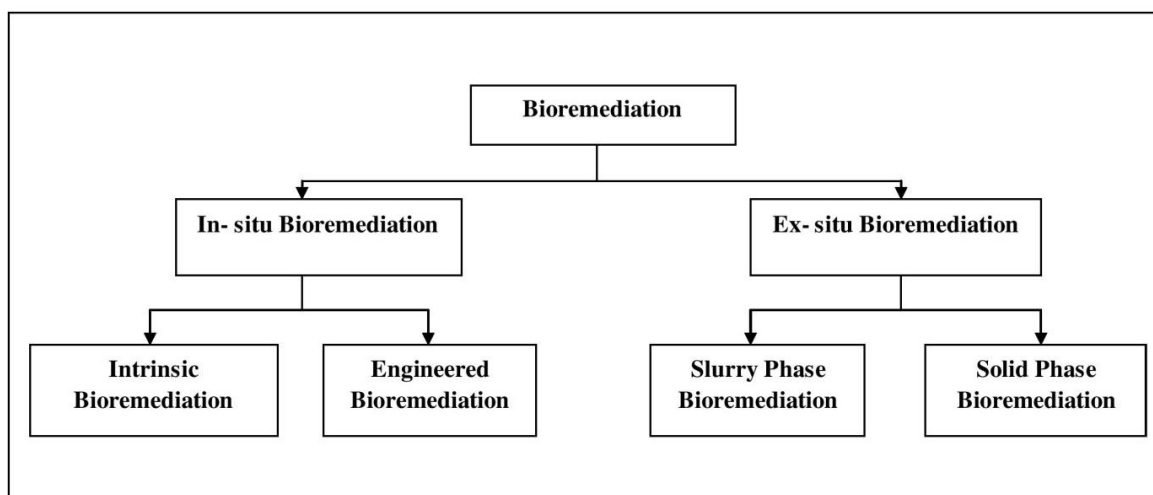 Bioremediation
In- situ Bioremediation
Ex- situ Bioremediation
Intrinsic
Bioremediation
Engineered
Bioremediation
Slurry Phase
Bioremediation
Solid Phase
Bioremediation